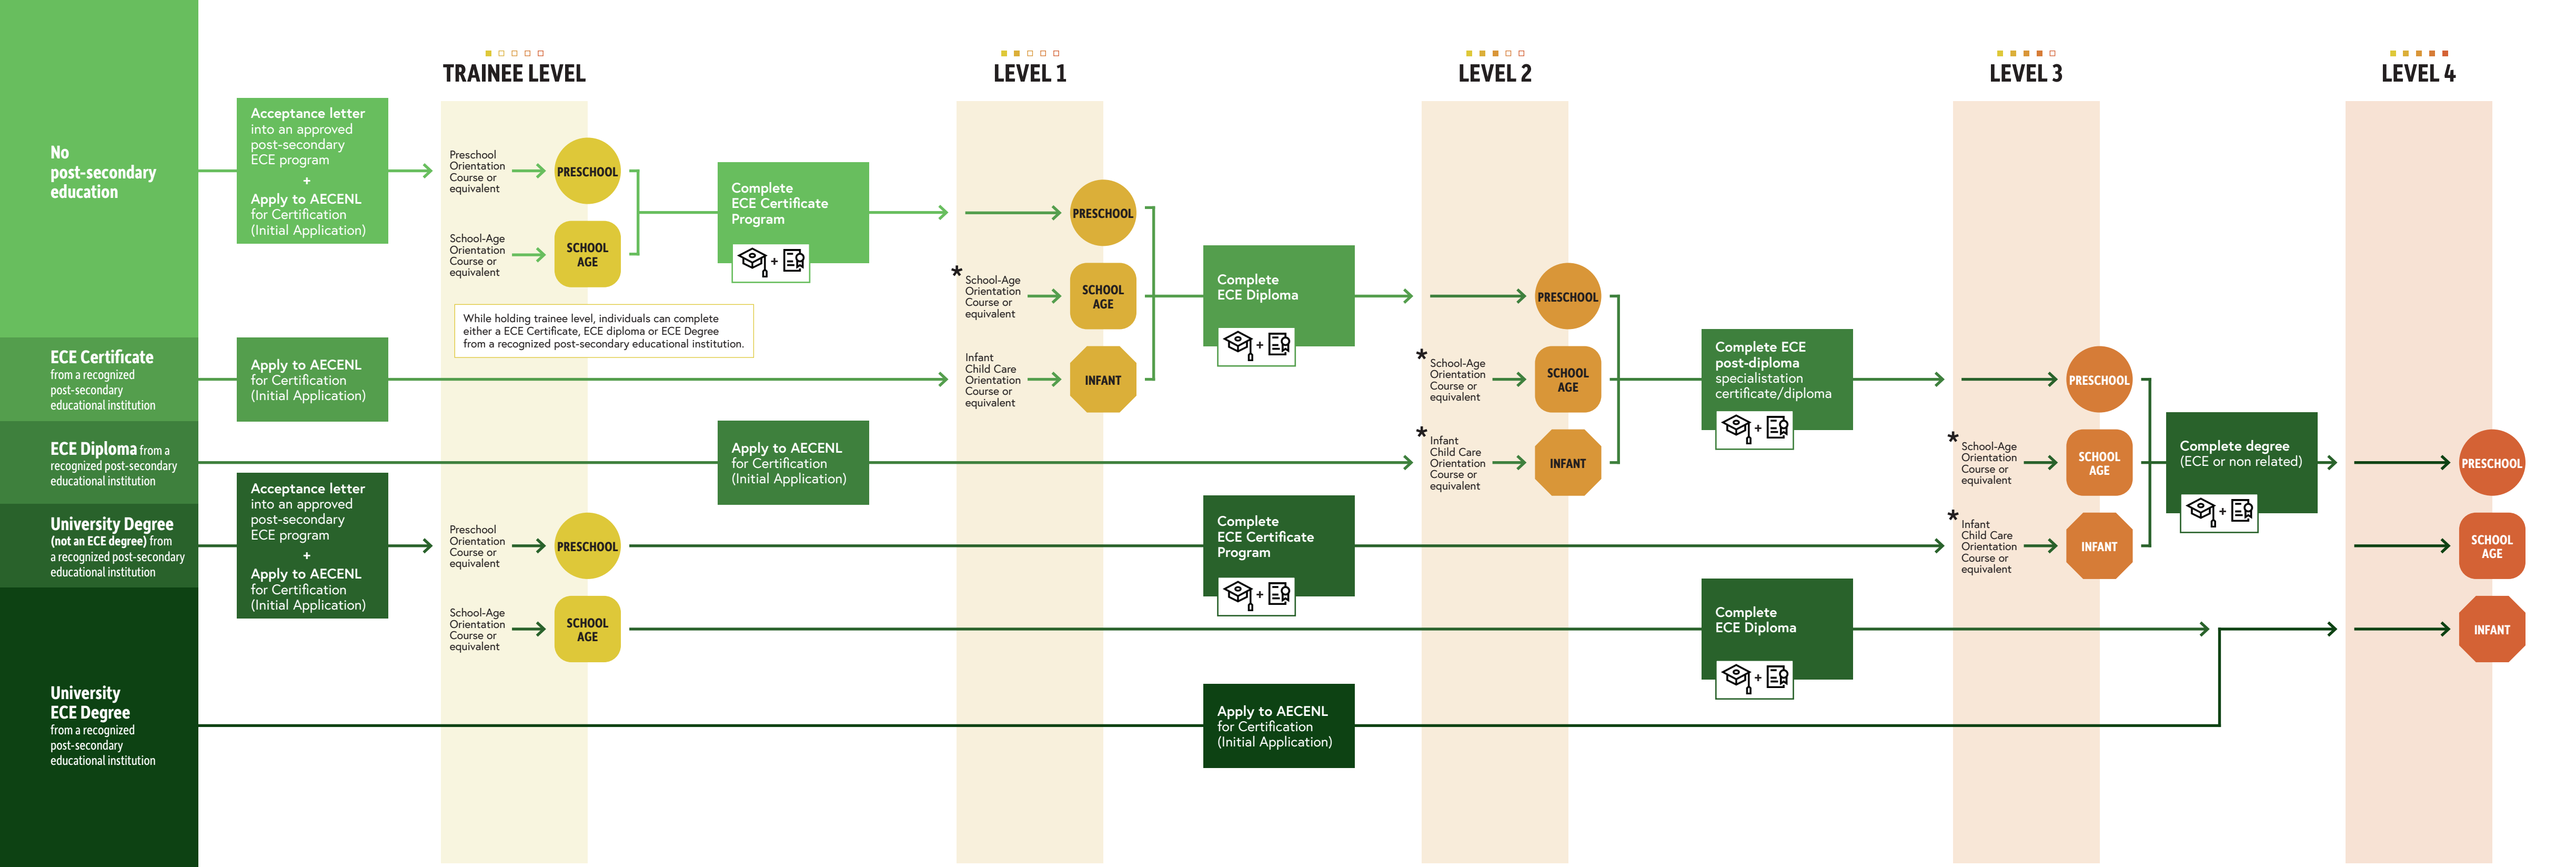 TRAINEE LEVEL
LEVEL 1
LEVEL 2
LEVEL 3
LEVEL 4
No
post-secondary
education
Acceptance letter
into an approved
post-secondary
ECE program
+
Apply to AECENL
for Certification
(Initial Application)
Preschool
Orientation
Course or
equivalent
PRESCHOOL
School-Age
Orientation
Course or
equivalent
SCHOOL
AGE
Complete
ECE Certificate
Program
+
While holding trainee level, individuals can complete
either a ECE Certificate, ECE diploma or ECE Degree
from a recognized post-secondary educational institution.
PRESCHOOL
*
School-Age
Orientation
Course or
equivalent
SCHOOL
AGE
Infant
Child Care
Orientation
Course or
equivalent
INFANT
Complete
ECE Diploma
+
PRESCHOOL
*
School-Age
Orientation
Course or
equivalent
SCHOOL
AGE
*
Infant
Child Care
Orientation
Course or
equivalent
INFANT
Complete ECE
post-diploma
specialistation
certificate/diploma
+
PRESCHOOL
*
School-Age
Orientation
Course or
equivalent
SCHOOL
AGE
*
Infant
Child Care
Orientation
Course or
equivalent
INFANT
Complete degree
(ECE or non related)
+
PRESCHOOL
SCHOOL
AGE
INFANT
ECE Certificate
from a recognized
post-secondary
educational institution
Apply to AECENL
for Certification
(Initial Application)
ECE Diploma from a
recognized post-secondary
educational institution
Apply to AECENL
for Certification
(Initial Application)
University Degree
(not an ECE degree) from
a recognized post-secondary
educational institution
Acceptance letter
into an approved
post-secondary
ECE program
+
Apply to AECENL
for Certification
(Initial Application)
Preschool
Orientation
Course or
equivalent
PRESCHOOL
School-Age
Orientation
Course or
equivalent
SCHOOL
AGE
Complete
ECE Certificate
Program
+
Complete
ECE Diploma
+
University
ECE Degree
from a recognized
post-secondary
educational institution
Apply to AECENL
for Certification
(Initial Application)